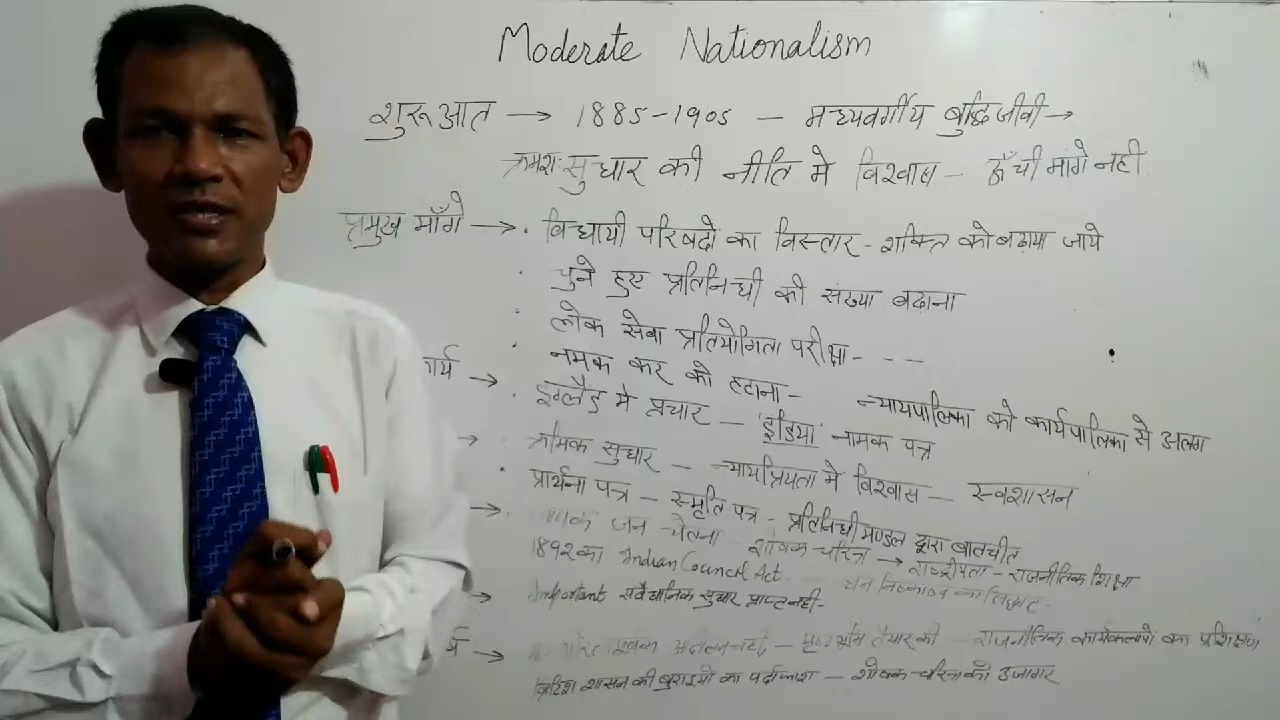 Moderate Nationalism
शुरूआत → 1885-1905 - मध्यवर्गीय बुद्धिजीवी →
क्रमशः सुधार की नीति मे विश्वास - ऊँची मांगे नही
प्रमुख माँगे → · विधायी परिषदो का विस्तार - शक्ति को बढाया जाये
· चुने हुए प्रतिनिधी की संख्या बढाना
· लोक सेवा प्रतियोगिता परीक्षा - - - -
· नमक कर को हटाना - न्यायपालिका को कार्यपालिका से अलग
र्य → · इंग्लैंड मे प्रचार - 'इंडिया' नामक पत्र
→ · क्रमिक सुधार - न्यायप्रियता मे विश्वास - स्वशासन
· प्रार्थना पत्र - स्मृति पत्र - प्रतिनिधी मण्डल द्वारा बातचीत
→ · जन चेतना शोषक चरित्र → राष्ट्रीयता - राजनीतिक शिक्षा
1892 का Indian Council Act. धन निष्कासन का सिद्धांत -
→ Important संवैधानिक सुधार प्राप्त नही -
→ तैयार की - राजनीतिक कार्यकलापो का प्रशिक्षण
ब्रिटिश शासन की बुराइयो का पर्दाफाश - शोषक चरित्र को उजागर